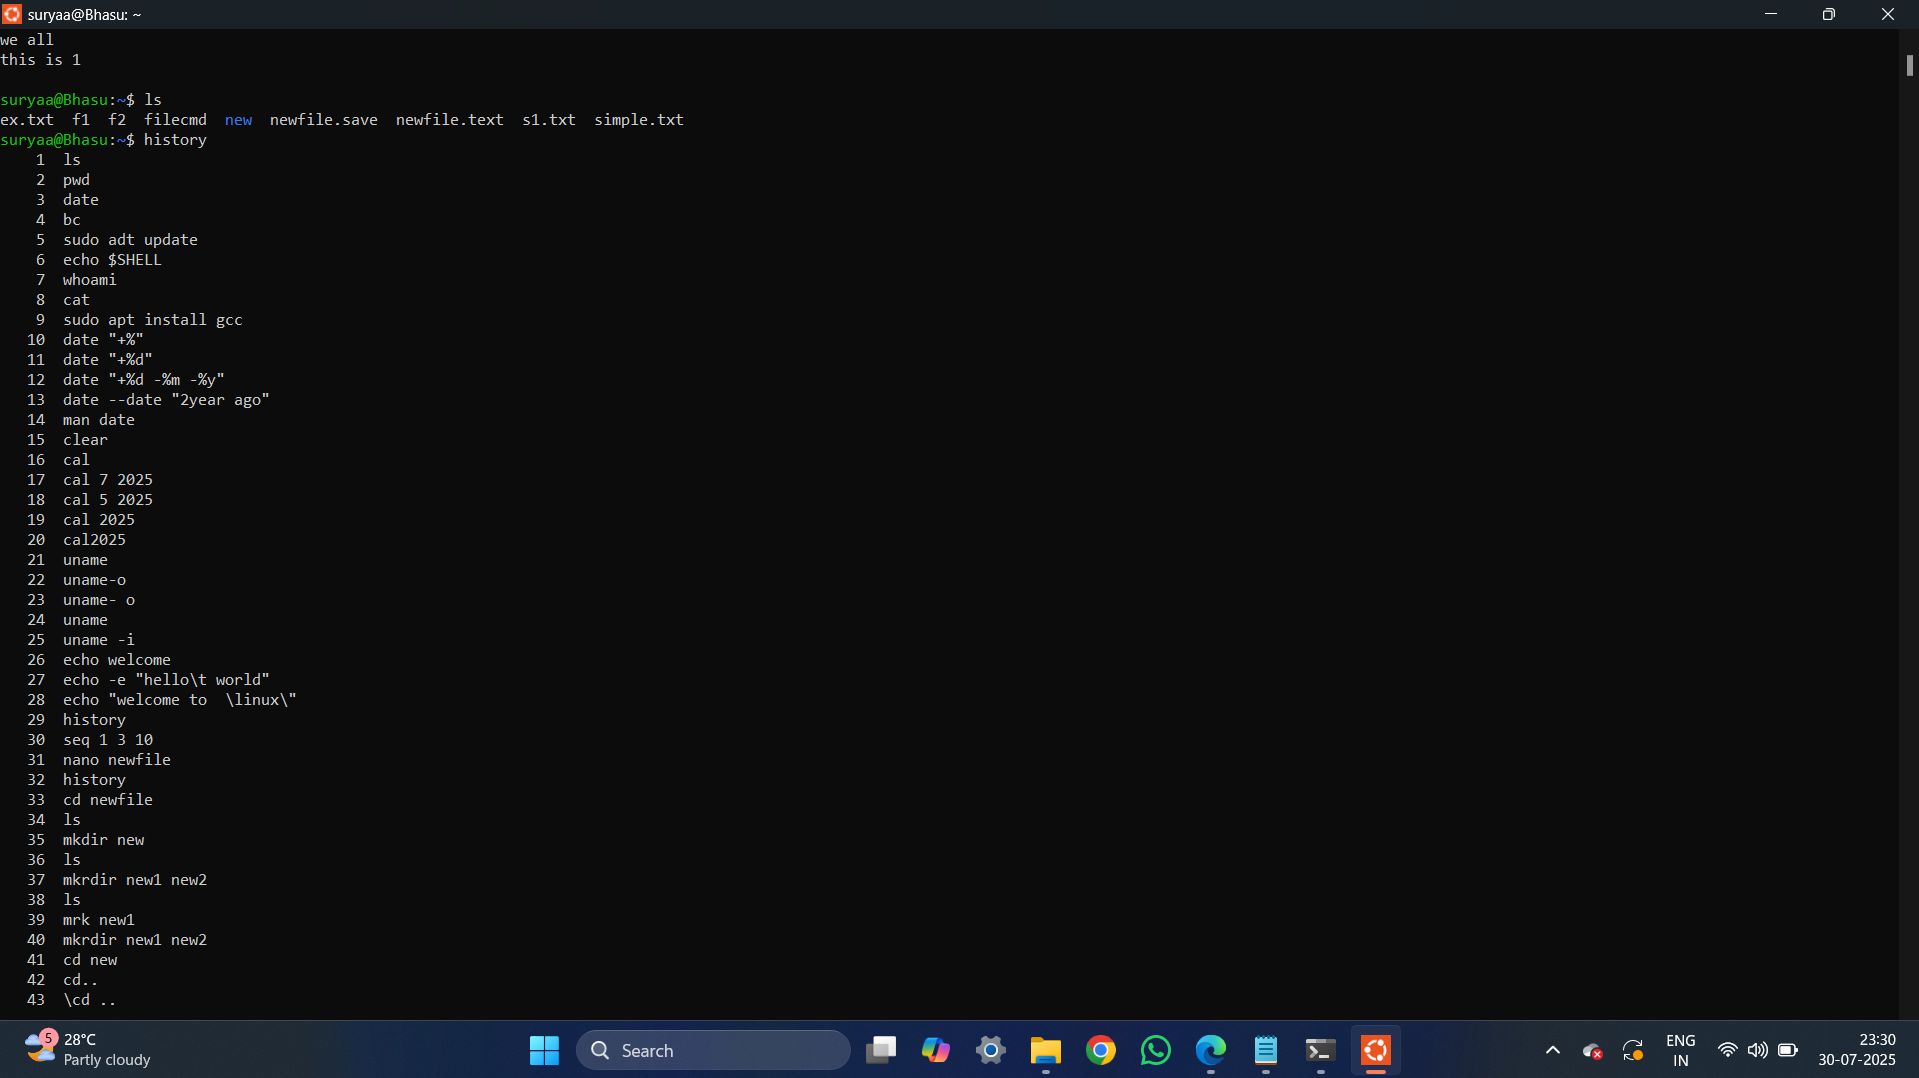 suryaa@Bhasu: ~
we all
this is 1
suryaa@Bhasu:~$ ls
ex.txt  f1  f2  filecmd  new  newfile.save  newfile.text  s1.txt  simple.txt
suryaa@Bhasu:~$ history
1  ls
2  pwd
3  date
4  bc
5  sudo adt update
6  echo $SHELL
7  whoami
8  cat
9  sudo apt install gcc
10  date "+%"
11  date "+%d"
12  date "+%d -%m -%y"
13  date --date "2year ago"
14  man date
15  clear
16  cal
17  cal 7 2025
18  cal 5 2025
19  cal 2025
20  cal2025
21  uname
22  uname-o
23  uname- o
24  uname
25  uname -i
26  echo welcome
27  echo -e "hello\t world"
28  echo "welcome to  \linux\"
29  history
30  seq 1 3 10
31  nano newfile
32  history
33  cd newfile
34  ls
35  mkdir new
36  ls
37  mkrdir new1 new2
38  ls
39  mrk new1
40  mkrdir new1 new2
41  cd new
42  cd..
43  \cd ..
5
28°C
Partly cloudy
Search
ENG
IN
23:30
30-07-2025